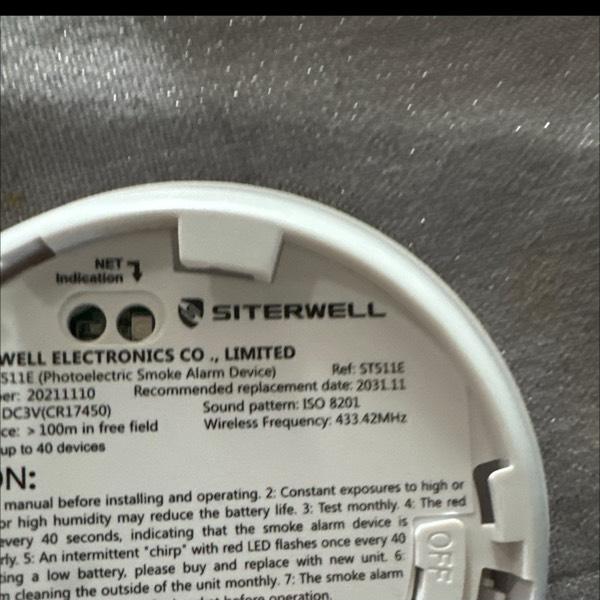 NET
Indication
SITERWELL
WELL ELECTRONICS CO ., LIMITED
511E (Photoelectric Smoke Alarm Device) Ref: ST511E
er: 20211110 Recommended replacement date: 2031.11
DC3V(CR17450) Sound pattern: ISO 8201
ce: > 100m in free field Wireless Frequency: 433.42MHz
up to 40 devices
ON:
manual before installing and operating. 2: Constant exposures to high or
or high humidity may reduce the battery life. 3: Test monthly. 4: The red
every 40 seconds, indicating that the smoke alarm device is
rly. 5: An intermittent "chirp" with red LED flashes once every 40
ting a low battery, please buy and replace with new unit. 6:
m cleaning the outside of the unit monthly. 7: The smoke alarm
before operation.
OFF